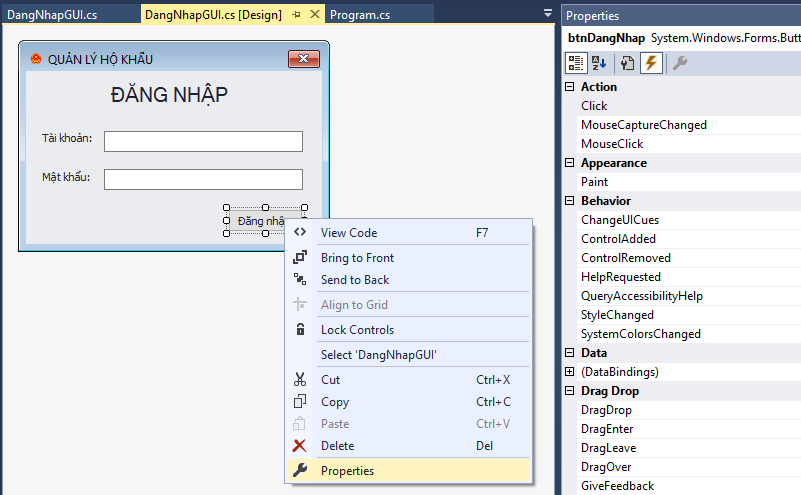 DangNhapGUI.cs
DangNhapGUI.cs [Design]
Program.cs
QUẢN LÝ HỘ KHẨU
ĐĂNG NHẬP
Tài khoản:
Mật khẩu:
Đăng nhậ
View Code F7
Bring to Front
Send to Back
Align to Grid
Lock Controls
Select 'DangNhapGUI'
Cut Ctrl+X
Copy Ctrl+C
Paste Ctrl+V
Delete Del
Properties
Properties
btnDangNhap System.Windows.Forms.Butt
Action
Click
MouseCaptureChanged
MouseClick
Appearance
Paint
Behavior
ChangeUICues
ControlAdded
ControlRemoved
HelpRequested
QueryAccessibilityHelp
StyleChanged
SystemColorsChanged
Data
(DataBindings)
Drag Drop
DragDrop
DragEnter
DragLeave
DragOver
GiveFeedback